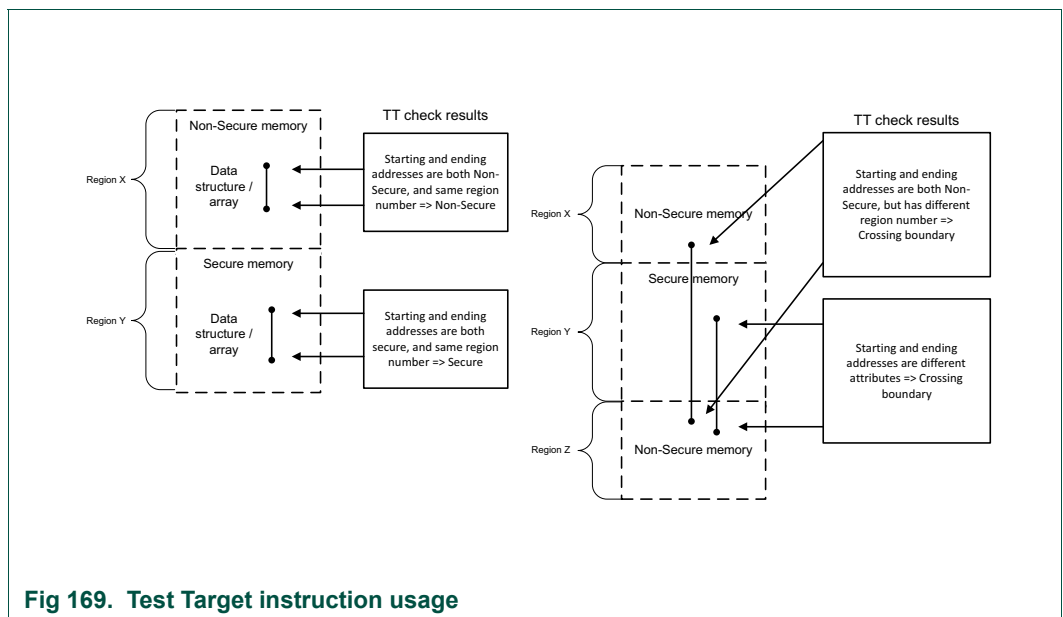 TT check results
Non-Secure memory
Region X
Data
structure /
array
Starting and ending
addresses are both Non-
Secure, and same region
number => Non-Secure
Secure memory
Region Y
Data
structure /
array
Starting and ending
addresses are both
secure, and same region
number => Secure
TT check results
Region X
Non-Secure memory
Starting and ending
addresses are both Non-
Secure, but has different
region number =>
Crossing boundary
Secure memory
Region Y
Starting and ending
addresses are different
attributes => Crossing
boundary
Region Z
Non-Secure memory
Fig 169. Test Target instruction usage